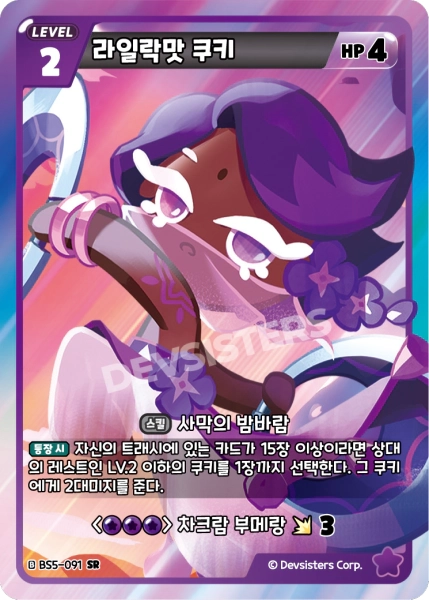 LEVEL
2
라일락맛 쿠키
HP 4
DEVSISTERS
스킬 사막의 밤바람
등장 시 자신의 트래시에 있는 카드가 15장 이상이라면 상대
의 레스트인 LV.2 이하의 쿠키를 1장까지 선택한다. 그 쿠키
에게 2대미지를 준다.
차크람 부메랑 3
B BS5-091 SR
© Devsisters Corp.